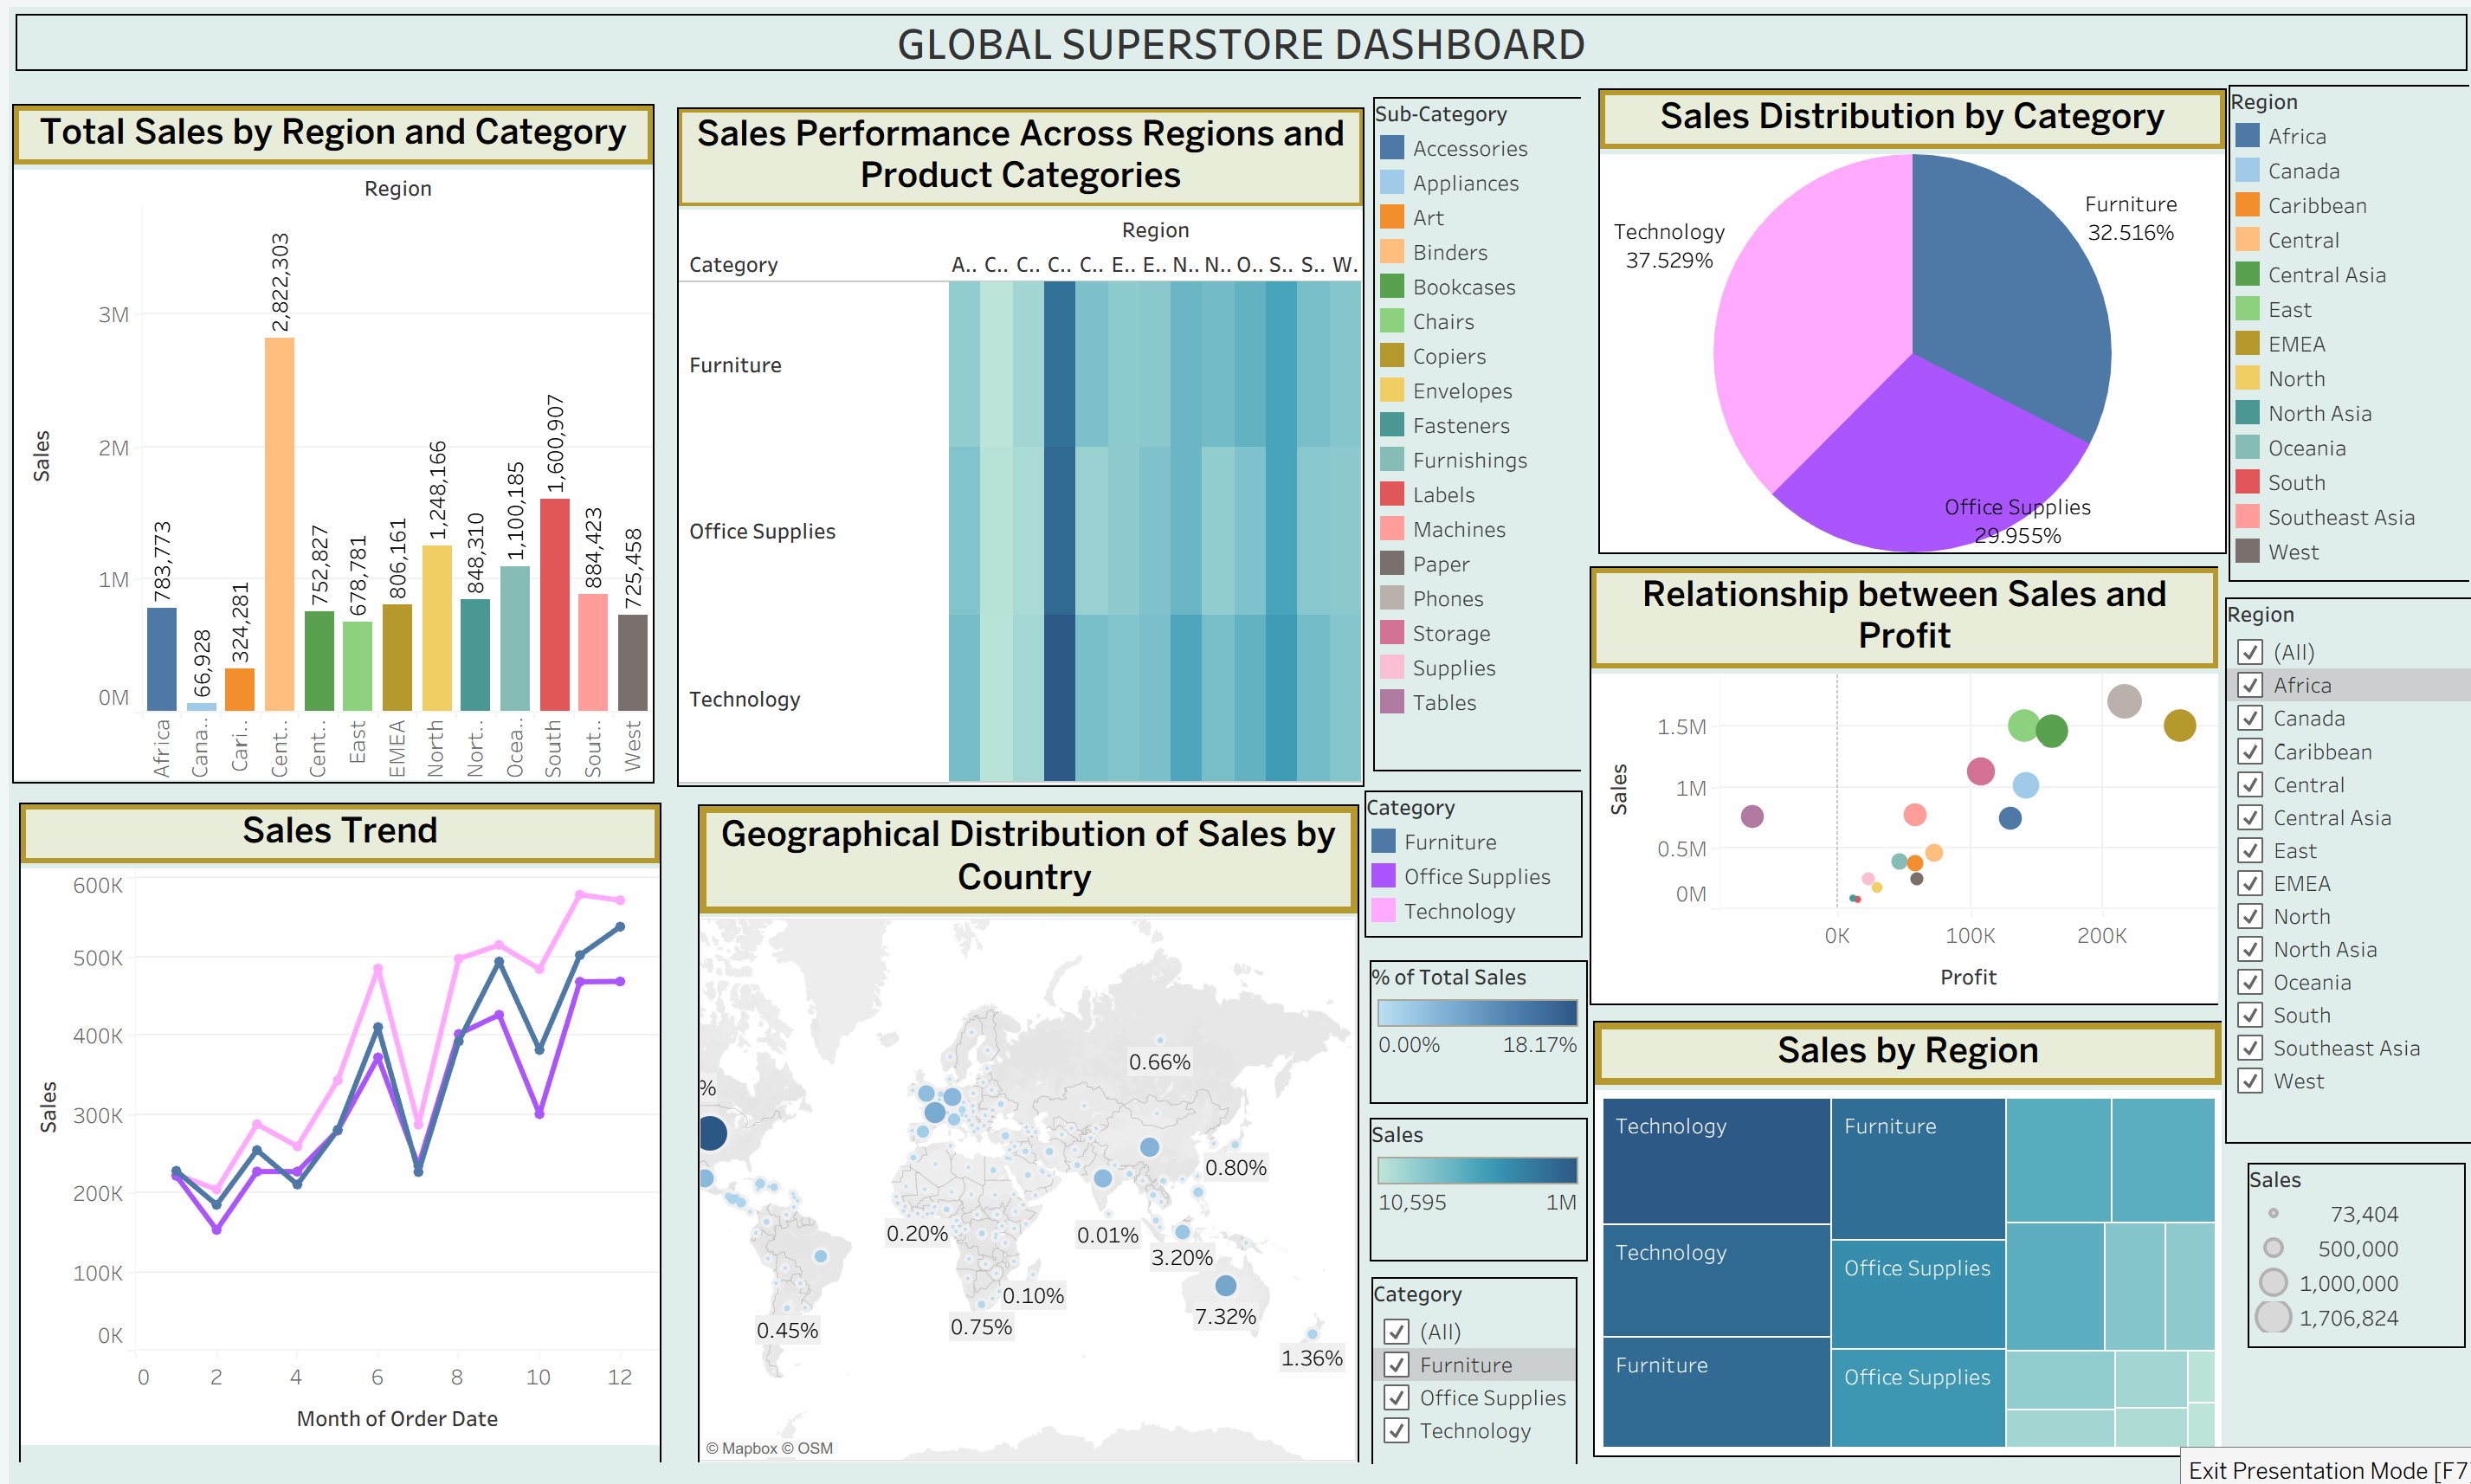 GLOBAL SUPERSTORE DASHBOARD
Total Sales by Region and Category
Region
Sales
3M
2M
1M
0M
783,773
66,928
324,281
2,822,303
752,827
678,781
806,161
1,248,166
848,310
1,100,185
1,600,907
884,423
725,458
Africa
Cana..
Cari..
Cent..
Cent..
East
EMEA
North
Nort..
Ocea..
South
Sout..
West
Sales Performance Across Regions and
Product Categories
Region
Category
A.. C.. C.. C.. C.. E.. E.. N.. N.. O.. S.. S.. W.
Furniture
Office Supplies
Technology
Sub-Category
Accessories
Appliances
Art
Binders
Bookcases
Chairs
Copiers
Envelopes
Fasteners
Furnishings
Labels
Machines
Paper
Phones
Storage
Supplies
Tables
Sales Distribution by Category
Technology
37.529%
Furniture
32.516%
Office Supplies
29.955%
Region
Africa
Canada
Caribbean
Central
Central Asia
East
EMEA
North
North Asia
Oceania
South
Southeast Asia
West
Relationship between Sales and
Profit
Sales
1.5M
1M
0.5M
0M
0K
100K
200K
Profit
Region
(All)
Africa
Canada
Caribbean
Central
Central Asia
East
EMEA
North
North Asia
Oceania
South
Southeast Asia
West
Sales Trend
Sales
600K
500K
400K
300K
200K
100K
0K
0 2 4 6 8 10 12
Month of Order Date
Geographical Distribution of Sales by
Country
%
0.66%
0.80%
0.20%
0.01%
3.20%
0.10%
7.32%
0.45%
0.75%
1.36%
© Mapbox © OSM
Category
Furniture
Office Supplies
Technology
% of Total Sales
0.00% 18.17%
Sales
10,595 1M
Category
(All)
Furniture
Office Supplies
Technology
Sales by Region
Technology
Technology
Furniture
Furniture
Office Supplies
Office Supplies
Sales
73,404
500,000
1,000,000
1,706,824
Exit Presentation Mode [F7